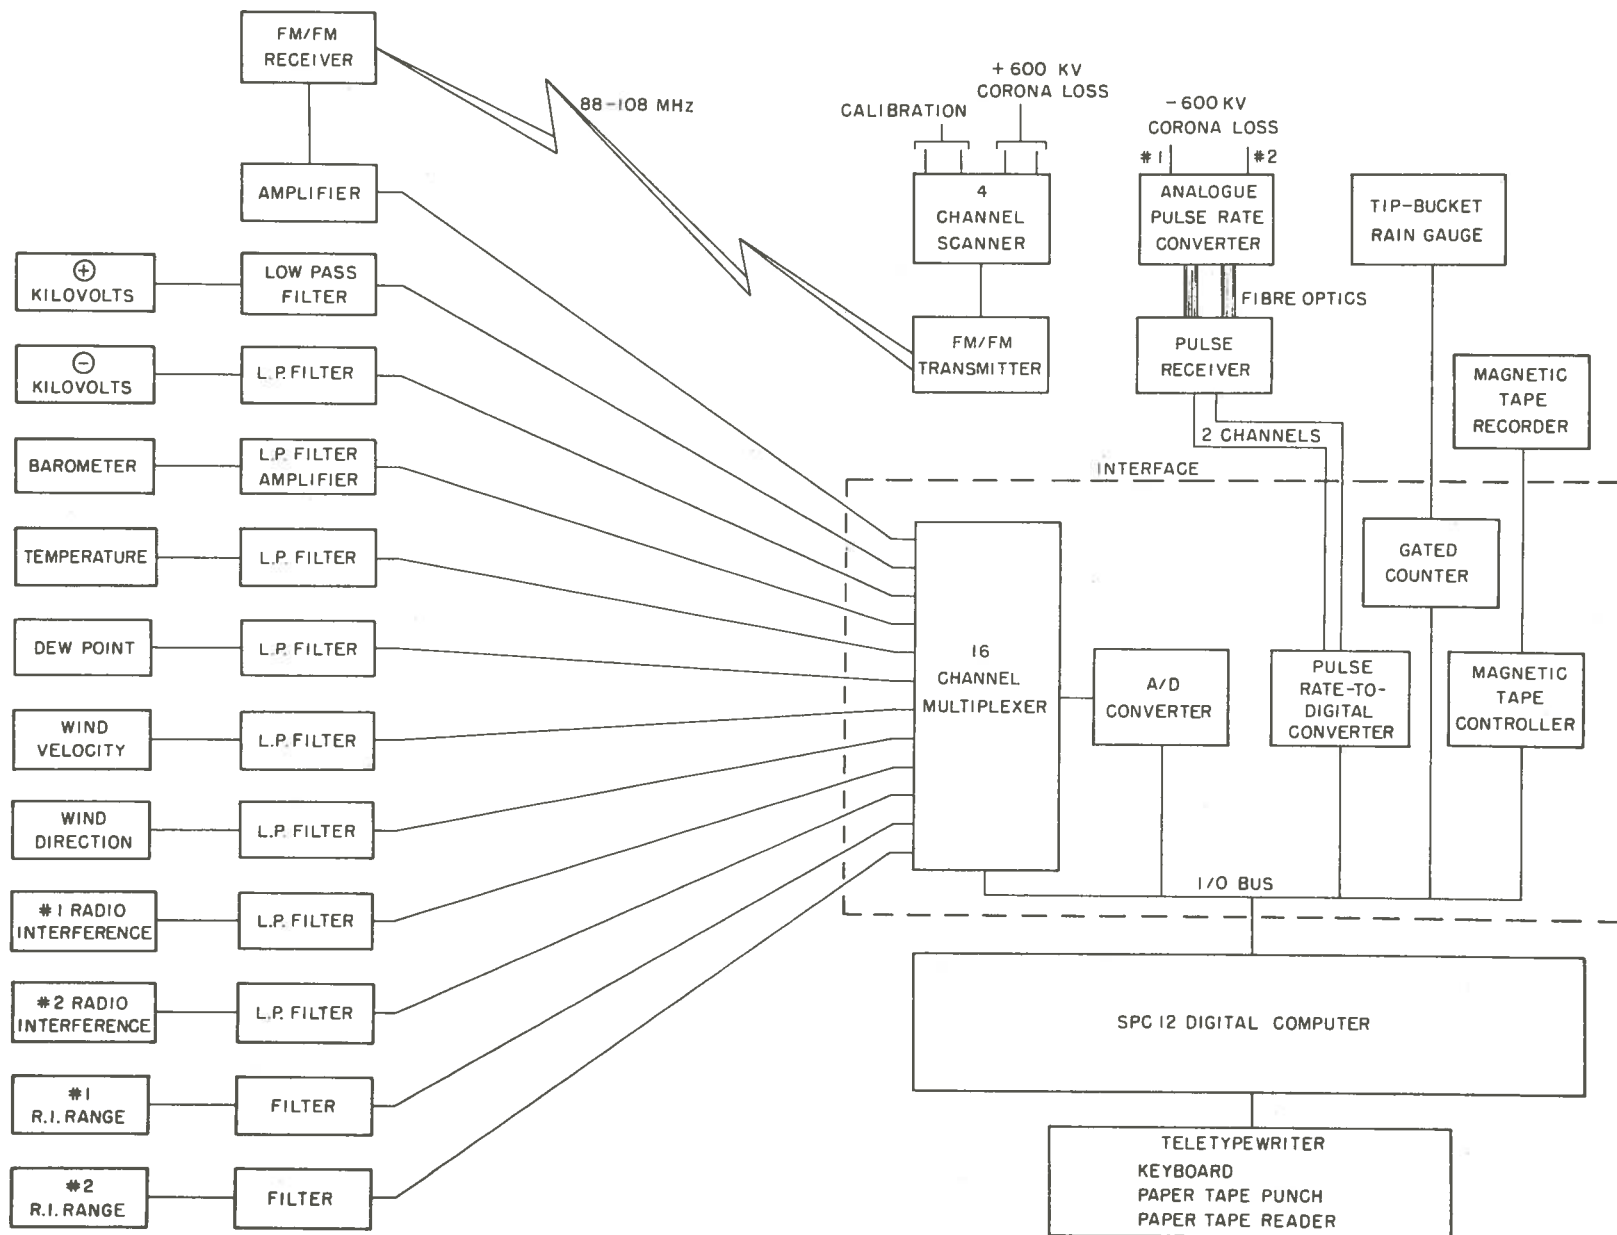 FM/FM
RECEIVER
88-108 MHz
+600 KV
CORONA LOSS
CALIBRATION
-600 KV
CORONA LOSS
#1
#2
AMPLIFIER
4
CHANNEL
SCANNER
ANALOGUE
PULSE RATE
CONVERTER
TIP-BUCKET
RAIN GAUGE
⊕
KILOVOLTS
LOW PASS
FILTER
FIBRE OPTICS
FM/FM
TRANSMITTER
PULSE
RECEIVER
⊖
KILOVOLTS
L.P. FILTER
MAGNETIC
TAPE
RECORDER
2 CHANNELS
BAROMETER
L.P. FILTER
AMPLIFIER
INTERFACE
TEMPERATURE
L.P. FILTER
GATED
COUNTER
DEW POINT
L.P. FILTER
16
CHANNEL
MULTIPLEXER
A/D
CONVERTER
PULSE
RATE-TO-
DIGITAL
CONVERTER
MAGNETIC
TAPE
CONTROLLER
WIND
VELOCITY
L.P. FILTER
WIND
DIRECTION
L.P. FILTER
I/O BUS
#1 RADIO
INTERFERENCE
L.P. FILTER
#2 RADIO
INTERFERENCE
L.P. FILTER
SPC 12 DIGITAL COMPUTER
#1
R.I. RANGE
FILTER
TELETYPEWRITER
KEYBOARD
PAPER TAPE PUNCH
PAPER TAPE READER
#2
R.I. RANGE
FILTER